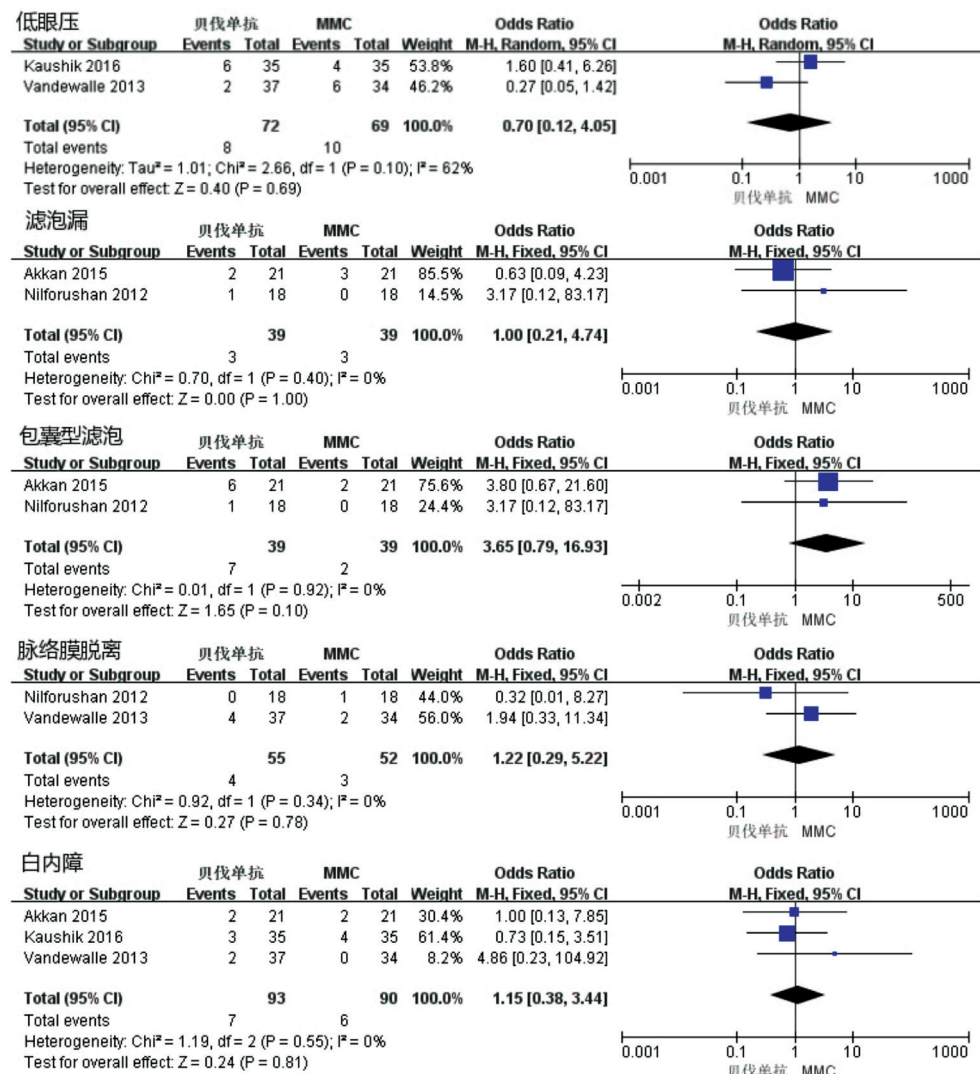 低眼压 贝伐单抗 MMC Odds Ratio Odds Ratio
Study or Subgroup Events Total Events Total Weight M-H, Random, 95% CI M-H, Random, 95% CI
Kaushik 2016 6 35 4 35 53.8% 1.60 [0.41, 6.26]
Vandewalle 2013 2 37 6 34 46.2% 0.27 [0.05, 1.42]
Total (95% CI) 72 69 100.0% 0.70 [0.12, 4.05]
Total events 8 10
Heterogeneity: Tau² = 1.01; Chi² = 2.66, df = 1 (P = 0.10); I² = 62%
Test for overall effect: Z = 0.40 (P = 0.69)
0.001 0.1 1 10 1000
贝伐单抗 MMC
滤泡漏 贝伐单抗 MMC Odds Ratio Odds Ratio
Study or Subgroup Events Total Events Total Weight M-H, Fixed, 95% CI M-H, Fixed, 95% CI
Akkan 2015 2 21 3 21 85.5% 0.63 [0.09, 4.23]
Nilforushan 2012 1 18 0 18 14.5% 3.17 [0.12, 83.17]
Total (95% CI) 39 39 100.0% 1.00 [0.21, 4.74]
Total events 3 3
Heterogeneity: Chi² = 0.70, df = 1 (P = 0.40); I² = 0%
Test for overall effect: Z = 0.00 (P = 1.00)
0.001 0.1 1 10 1000
贝伐单抗 MMC
包囊型滤泡 贝伐单抗 MMC Odds Ratio Odds Ratio
Study or Subgroup Events Total Events Total Weight M-H, Fixed, 95% CI M-H, Fixed, 95% CI
Akkan 2015 6 21 2 21 75.6% 3.80 [0.67, 21.60]
Nilforushan 2012 1 18 0 18 24.4% 3.17 [0.12, 83.17]
Total (95% CI) 39 39 100.0% 3.65 [0.79, 16.93]
Total events 7 2
Heterogeneity: Chi² = 0.01, df = 1 (P = 0.92); I² = 0%
Test for overall effect: Z = 1.65 (P = 0.10)
0.002 0.1 1 10 500
贝伐单抗 MMC
脉络膜脱离 贝伐单抗 MMC Odds Ratio Odds Ratio
Study or Subgroup Events Total Events Total Weight M-H, Fixed, 95% CI M-H, Fixed, 95% CI
Nilforushan 2012 0 18 1 18 44.0% 0.32 [0.01, 8.27]
Vandewalle 2013 4 37 2 34 56.0% 1.94 [0.33, 11.34]
Total (95% CI) 55 52 100.0% 1.22 [0.29, 5.22]
Total events 4 3
Heterogeneity: Chi² = 0.92, df = 1 (P = 0.34); I² = 0%
Test for overall effect: Z = 0.27 (P = 0.78)
0.001 0.1 1 10 1000
贝伐单抗 MMC
白内障 贝伐单抗 MMC Odds Ratio Odds Ratio
Study or Subgroup Events Total Events Total Weight M-H, Fixed, 95% CI M-H, Fixed, 95% CI
Akkan 2015 2 21 2 21 30.4% 1.00 [0.13, 7.85]
Kaushik 2016 3 35 4 35 61.4% 0.73 [0.15, 3.51]
Vandewalle 2013 2 37 0 34 8.2% 4.86 [0.23, 104.92]
Total (95% CI) 93 90 100.0% 1.15 [0.38, 3.44]
Total events 7 6
Heterogeneity: Chi² = 1.19, df = 2 (P = 0.55); I² = 0%
Test for overall effect: Z = 0.24 (P = 0.81)
0.001 0.1 1 10 1000
贝伐单抗 MMC